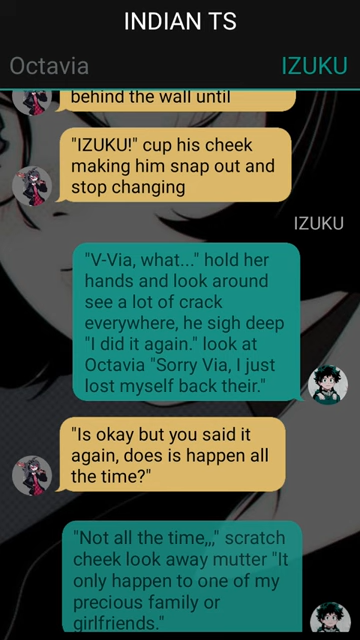 INDIAN TS
Octavia
IZUKU
behind the wall until
"IZUKU!" cup his cheek
making him snap out and
stop changing
IZUKU
"V-Via, what..." hold her
hands and look around
see a lot of crack
everywhere, he sigh deep
"I did it again." look at
Octavia "Sorry Via, I just
lost myself back their."
"Is okay but you said it
again, does is happen all
the time?"
"Not all the time,,," scratch
cheek look away mutter "It
only happen to one of my
precious family or
girlfriends."